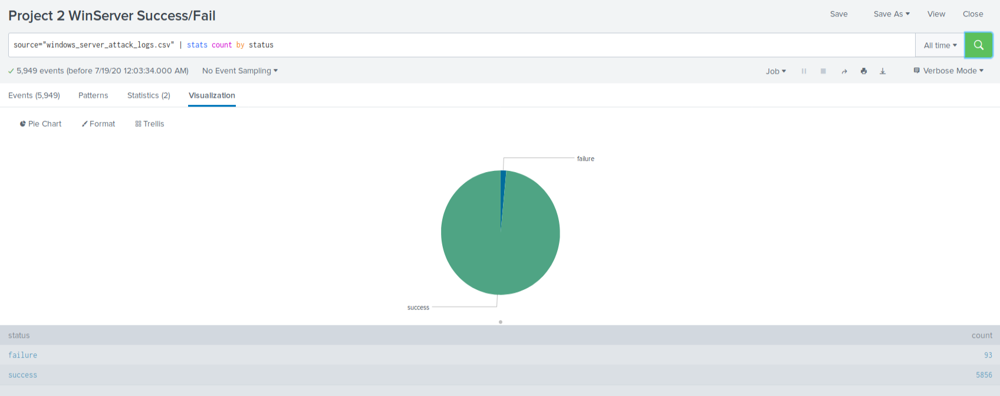 Project 2 WinServer Success/Fail
Save Save As View Close
source="windows_server_attack_logs.csv" | stats count by status
All time
5,949 events (before 7/19/20 12:03:34.000 AM) No Event Sampling
Job Verbose Mode
Events (5,949) Patterns Statistics (2) Visualization
Pie Chart Format Trellis
failure
success
status count
failure 93
success 5856